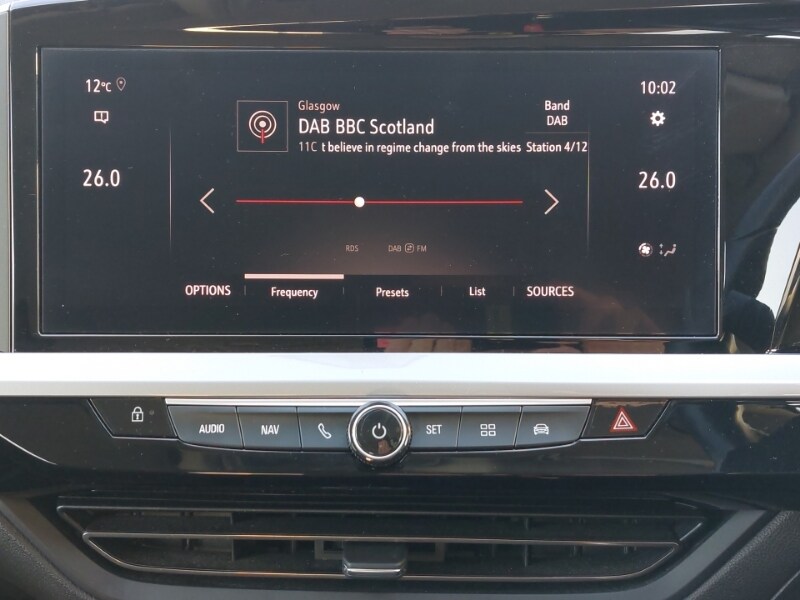 12°C
10:02
Glasgow
DAB BBC Scotland
Band
DAB
11C t believe in regime change from the skies Station 4/12
26.0
26.0
RDS DAB FM
OPTIONS Frequency Presets List SOURCES
AUDIO NAV SET